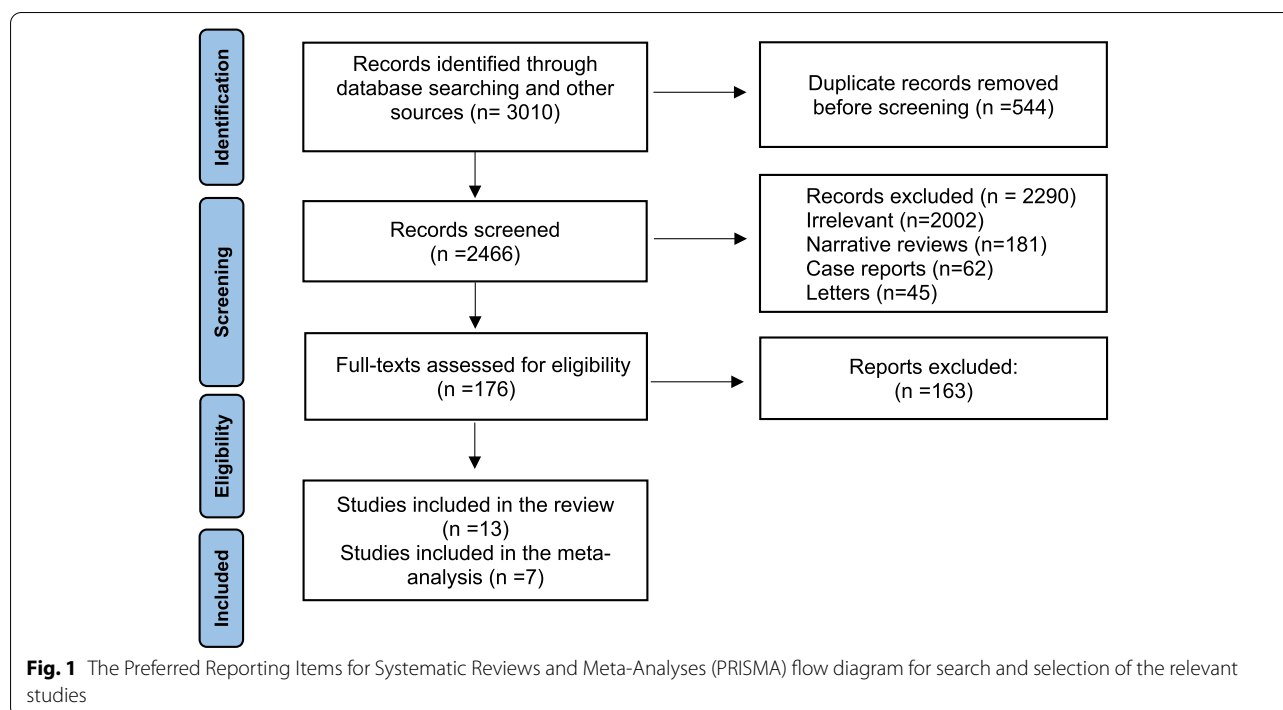 Identification
Records identified through
database searching and other
sources (n= 3010)
Duplicate records removed
before screening (n =544)
Screening
Records screened
(n =2466)
Records excluded (n = 2290)
Irrelevant (n=2002)
Narrative reviews (n=181)
Case reports (n=62)
Letters (n=45)
Full-texts assessed for eligibility
(n =176)
Reports excluded:
(n =163)
Eligibility
Studies included in the review
(n =13)
Studies included in the meta-
analysis (n =7)
Included
Fig. 1 The Preferred Reporting Items for Systematic Reviews and Meta-Analyses (PRISMA) flow diagram for search and selection of the relevant
studies